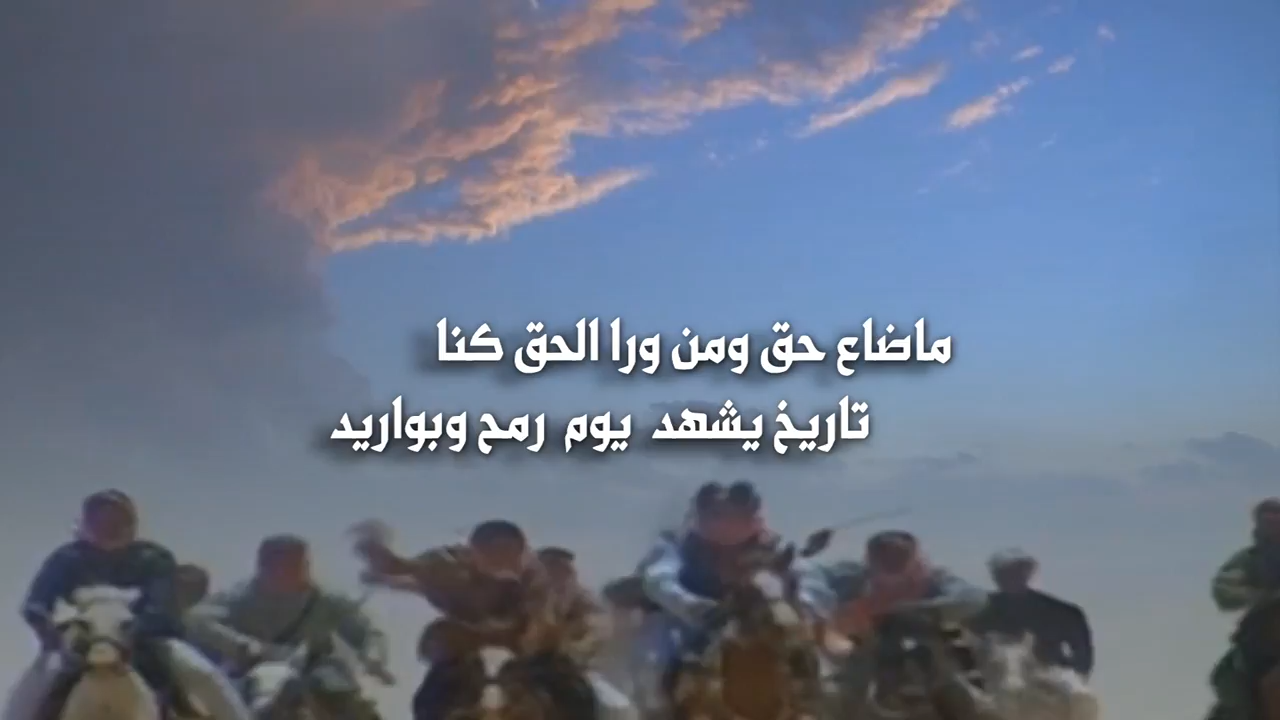 ماضاع حق ومن ورا الحق كنا
تاريخ يشهد يوم رمح وبواريد